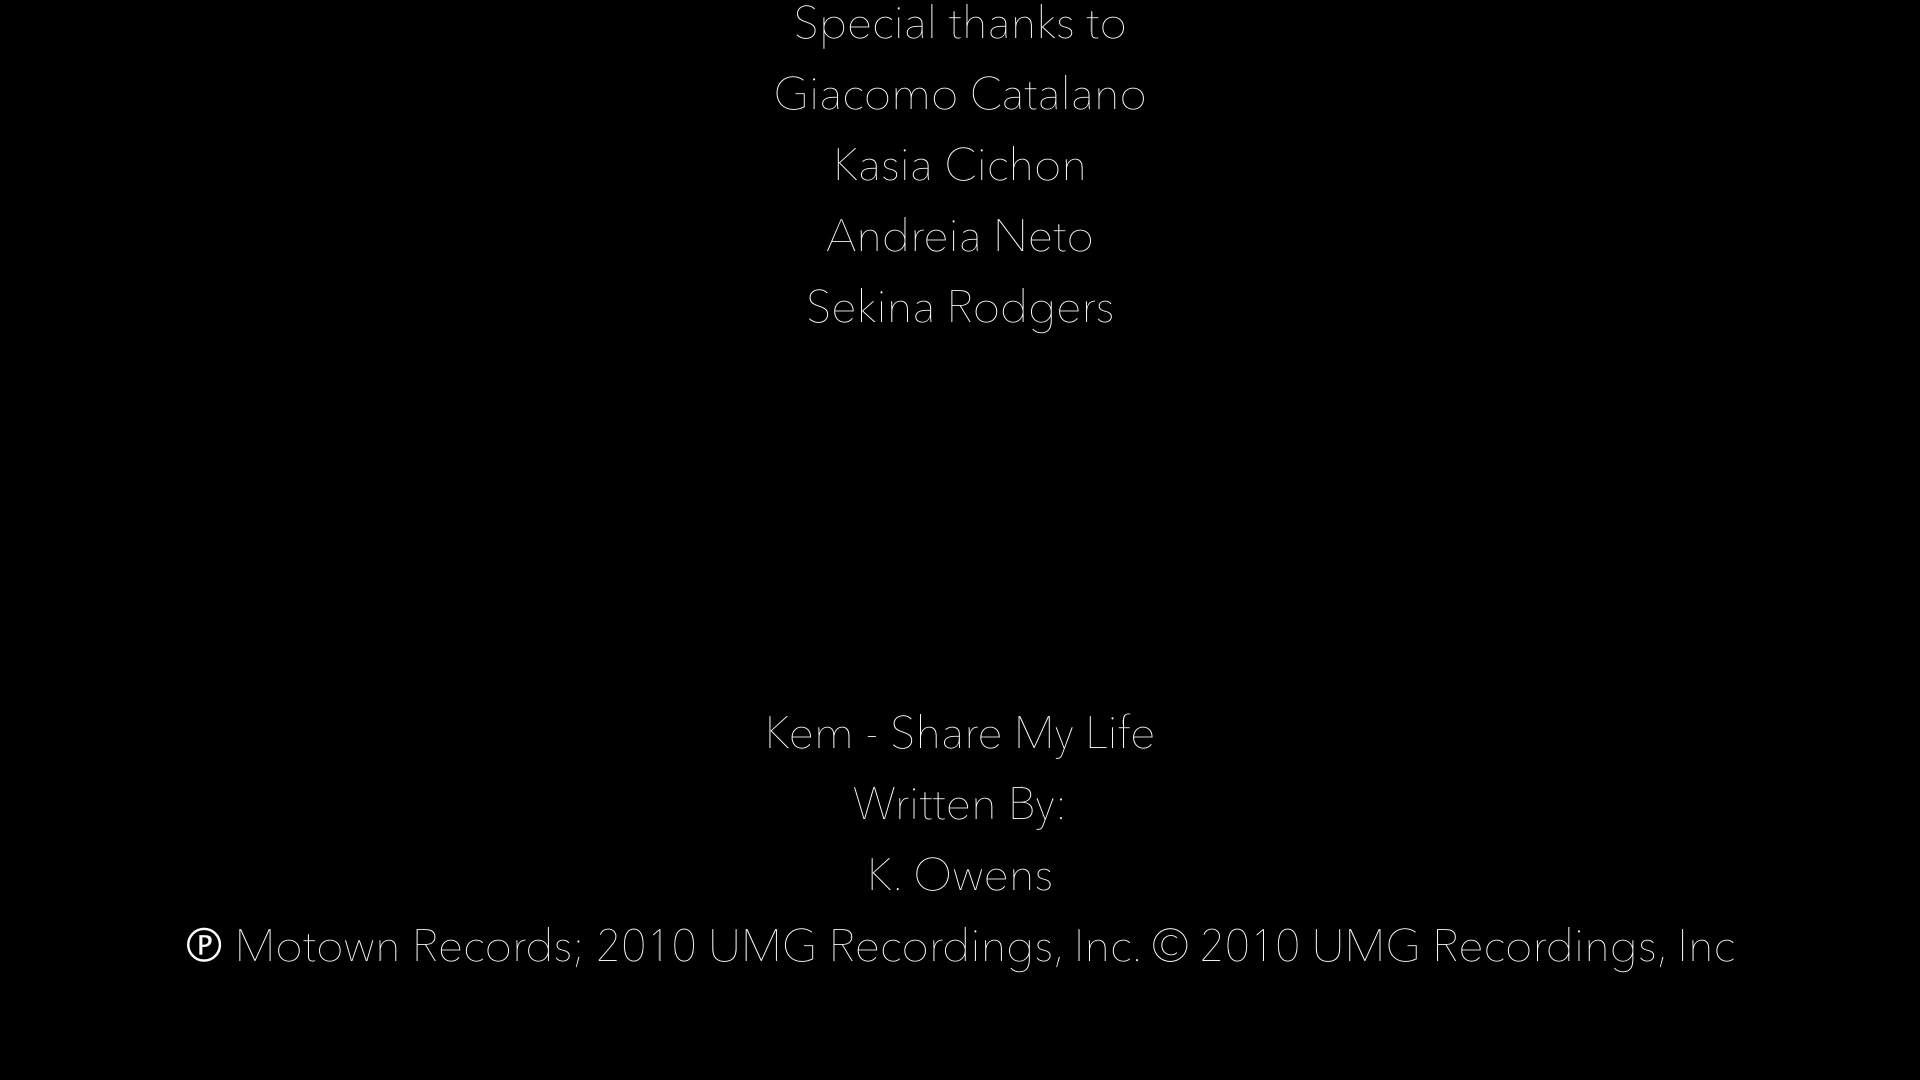 Special thanks to
Giacomo Catalano
Kasia Cichon
Andreia Neto
Sekina Rodgers
Kem - Share My Life
Written By:
K. Owens
℗ Motown Records; 2010 UMG Recordings, Inc. © 2010 UMG Recordings, Inc